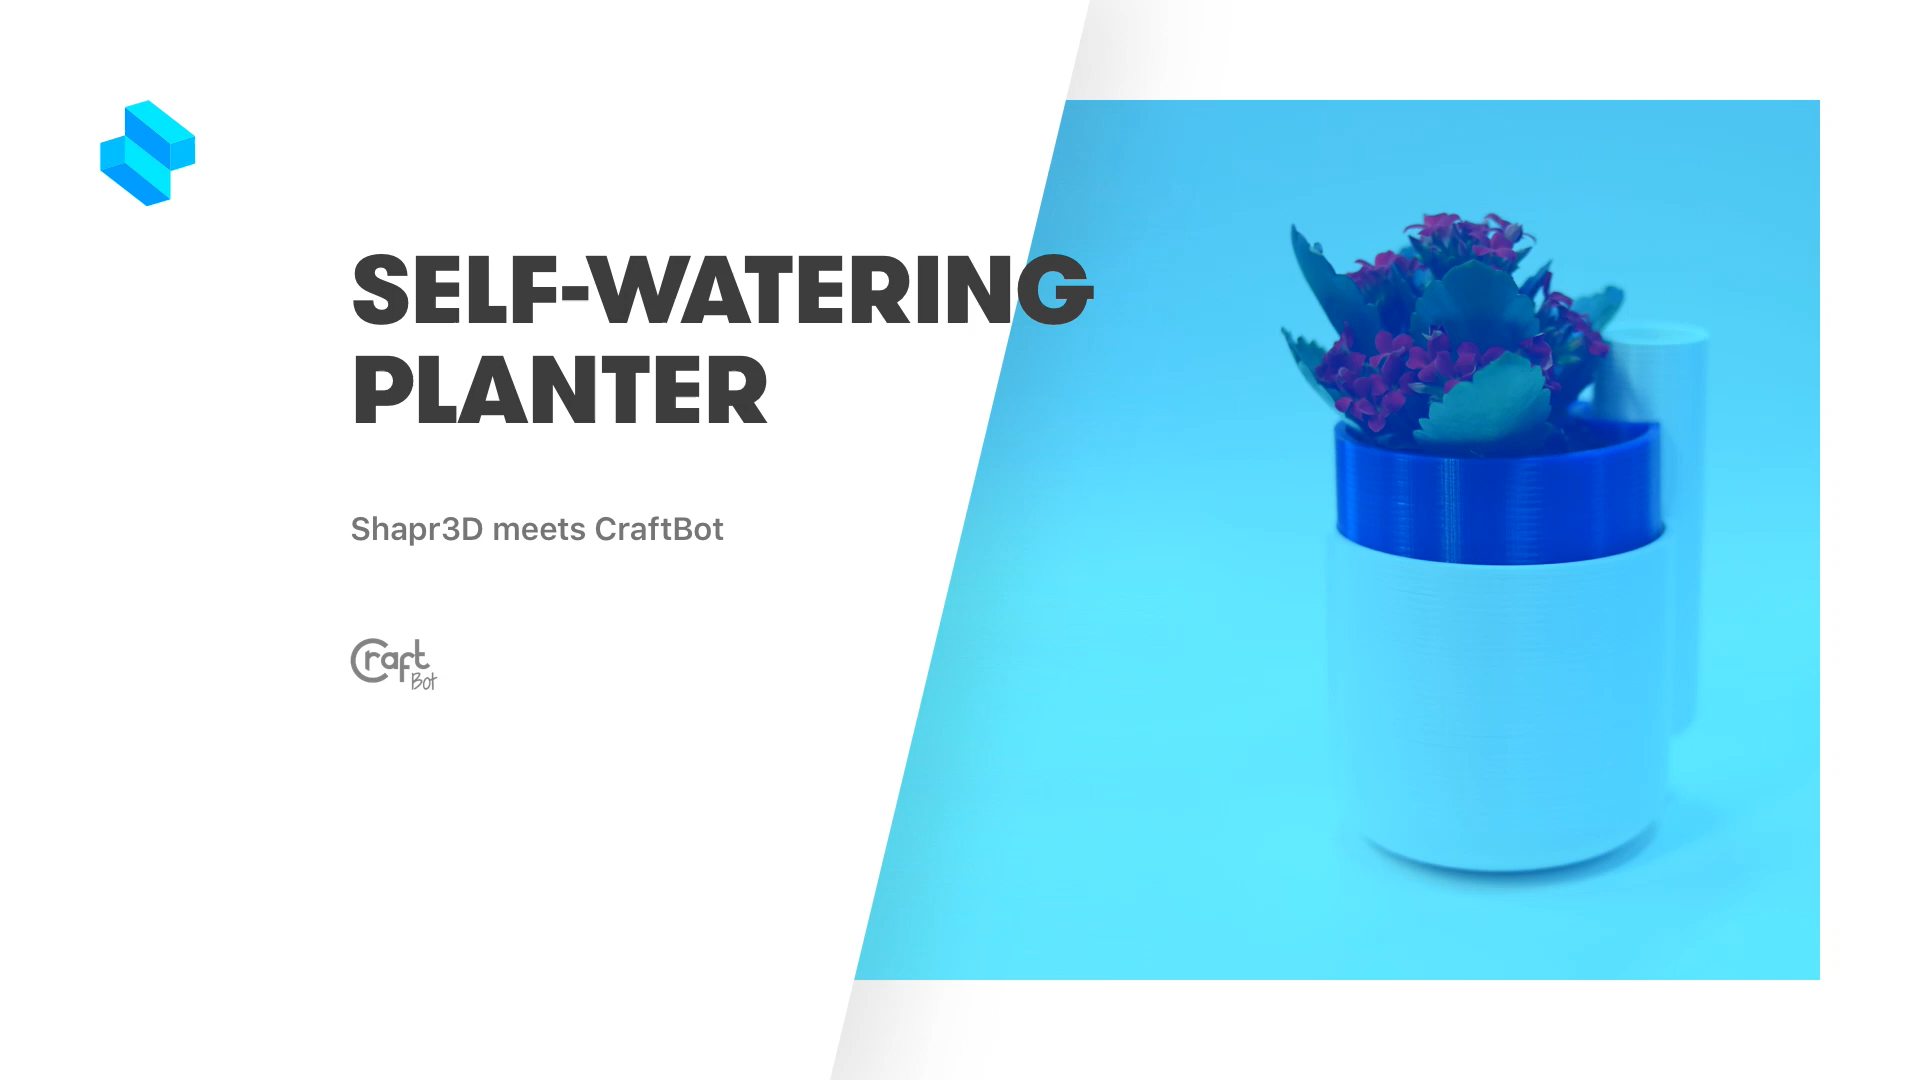 SELF-WATERING
PLANTER
Shapr3D meets CraftBot
Craft
Bot